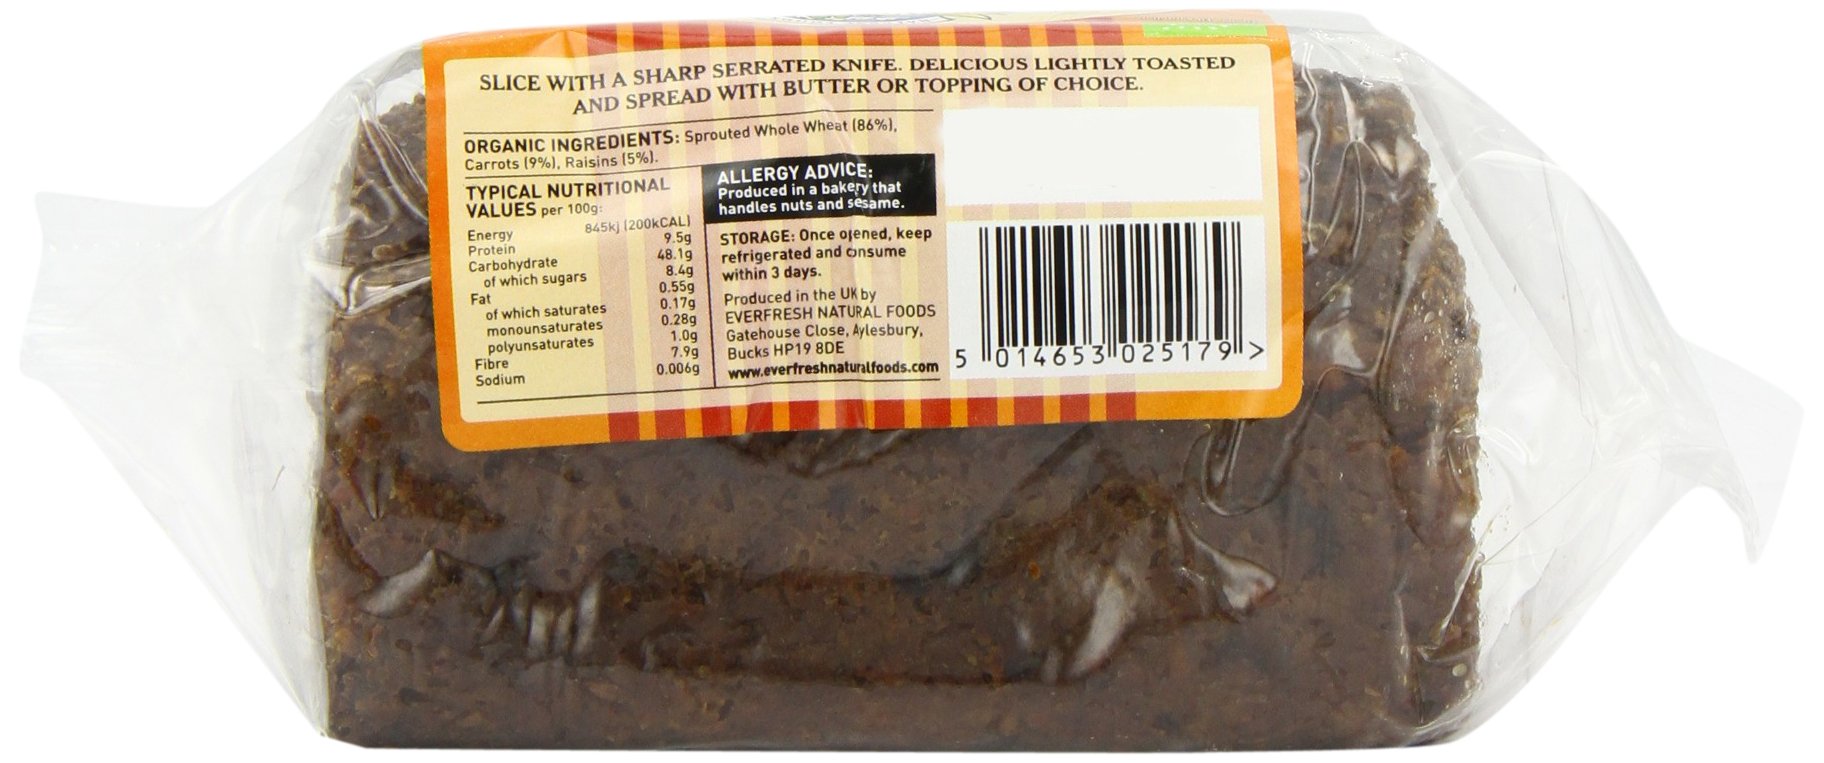 SLICE WITH A SHARP SERRATED KNIFE. DELICIOUS LIGHTLY TOASTED
AND SPREAD WITH BUTTER OR TOPPING OF CHOICE.
ORGANIC INGREDIENTS: Sprouted Whole Wheat (86%),
Carrots (9%), Raisins (5%).
TYPICAL NUTRITIONAL
VALUES per 100g:
Energy 845kj (200kCAL)
Protein 9.5g
Carbohydrate 48.1g
of which sugars 8.4g
Fat 0.55g
of which saturates 0.17g
monounsaturates 0.28g
polyunsaturates 1.0g
Fibre 7.9g
Sodium 0.006g
ALLERGY ADVICE:
Produced in a bakery that
handles nuts and sesame.
STORAGE: Once opened, keep
refrigerated and consume
within 3 days.
Produced in the UK by
EVERFRESH NATURAL FOODS
Gatehouse Close, Aylesbury,
Bucks HP19 8DE
www.everfreshnaturalfoods.com
5 014653 025179 >